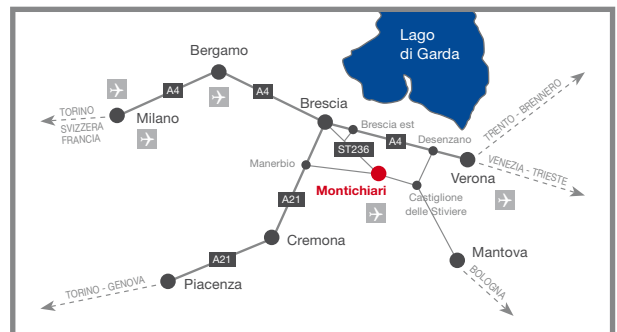 Lago
di Garda
Bergamo
A4
A4
TORINO
SVIZZERA
FRANCIA
Milano
Brescia
Brescia est
ST236
A4
Desenzano
TRENTO - BRENNERO
Manerbio
Verona
VENEZIA - TRIESTE
Montichiari
Castiglione
delle Stiviere
A21
Cremona
Mantova
A21
BOLOGNA
TORINO - GENOVA
Piacenza